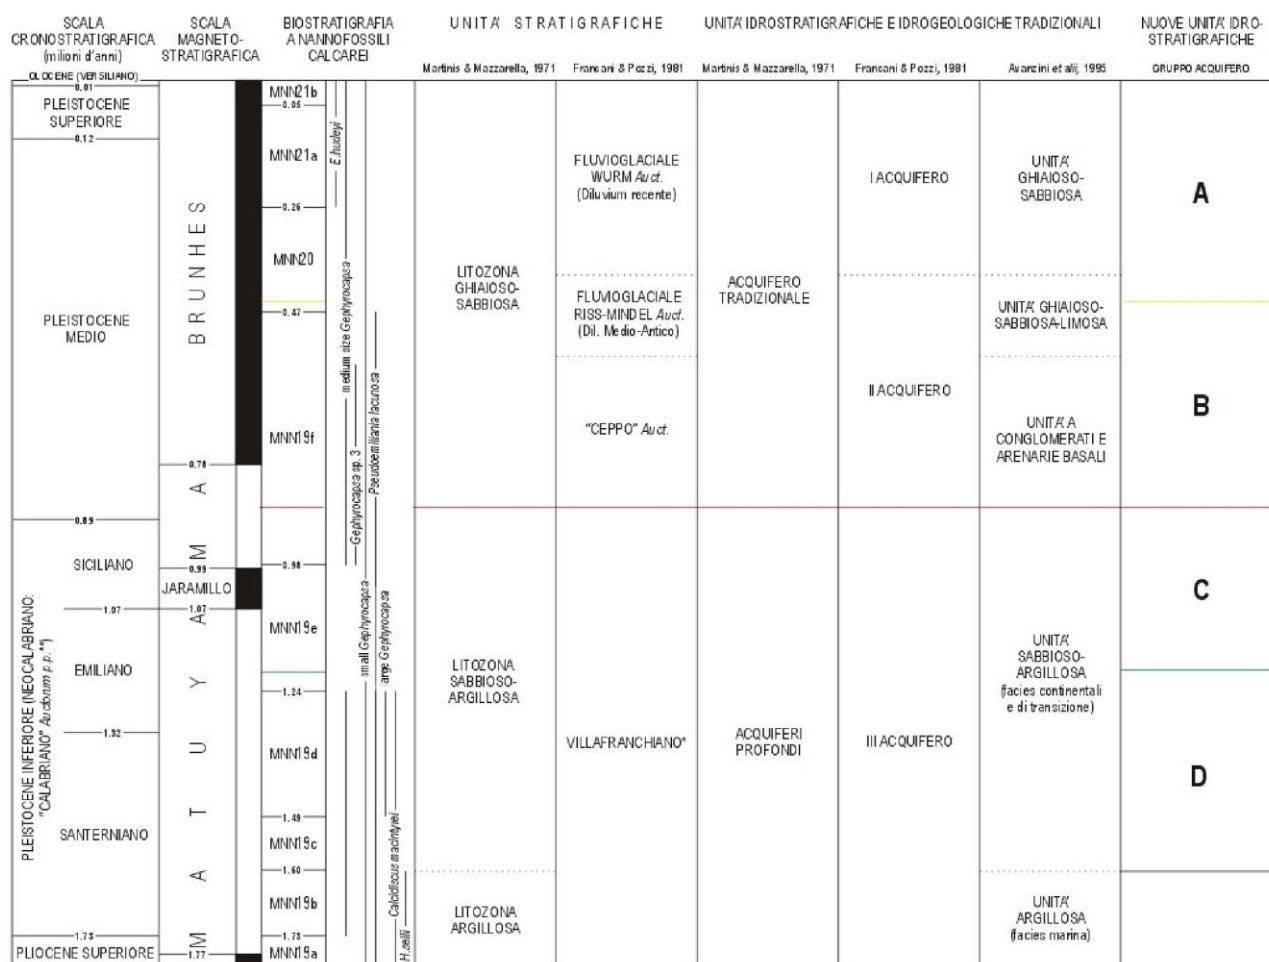 SCALA
CRONOSTRATIGRAFICA
(milioni d'anni)
SCALA
MAGNETO-
STRATIGRAFICA
BIOSTRATIGRAFIA
A NANNOFOSSILI
CALCAREI
UNITA' STRATIGRAFICHE
UNITA' IDROSTRATIGRAFICHE E IDROGEOLOGICHE TRADIZIONALI
NUOVE UNITA' IDRO-
STRATIGRAFICHE
Martinis & Mazzarella, 1971
Francani & Pozzi, 1981
Martinis & Mazzarella, 1971
Francani & Pozzi, 1981
Avanzini et alii, 1995
GRUPPO ACQUIFERO
OLOCENE (VERSILIANO)
0.01
PLEISTOCENE
SUPERIORE
0.12
PLEISTOCENE
MEDIO
0.89
SICILIANO
1.07
EMILIANO
1.32
SANTERNIANO
1.73
PLIOCENE SUPERIORE
PLEISTOCENE INFERIORE (NEOCALABRIANO:
"CALABRIANO" Auctorum p.p.**)
BRUNHES
0.78
MATUYAMA
0.99
JARAMILLO
1.07
1.77
MNN21b
0.05
MNN21a
0.26
MNN20
0.47
MNN19f
0.98
MNN19e
1.24
MNN19d
1.49
MNN19c
1.60
MNN19b
1.73
MNN19a
medium size Gephyrocapsa
Gephyrocapsa sp. 3
small Gephyrocapsa
Pseudoemiliania lacunosa
large Gephyrocapsa
Calcidiscus macintyrei
H.sellii
LITOZONA
GHIAIOSO-
SABBIOSA
LITOZONA
SABBIOSO-
ARGILLOSA
LITOZONA
ARGILLOSA
FLUVIOGLACIALE
WURM Auct.
(Diluvium recente)
FLUVIOGLACIALE
RISS-MINDEL Auct.
(Dil. Medio-Antico)
"CEPPO" Auct.
VILLAFRANCHIANO*
ACQUIFERO
TRADIZIONALE
ACQUIFERI
PROFONDI
I ACQUIFERO
II ACQUIFERO
III ACQUIFERO
UNITA'
GHIAIOSO-
SABBIOSA
UNITA' GHIAIOSO-
SABBIOSA-LIMOSA
UNITA' A
CONGLOMERATI E
ARENARIE BASALI
UNITA'
SABBIOSO-
ARGILLOSA
(facies continentali
e di transizione)
UNITA'
ARGILLOSA
(facies marina)
A
B
C
D